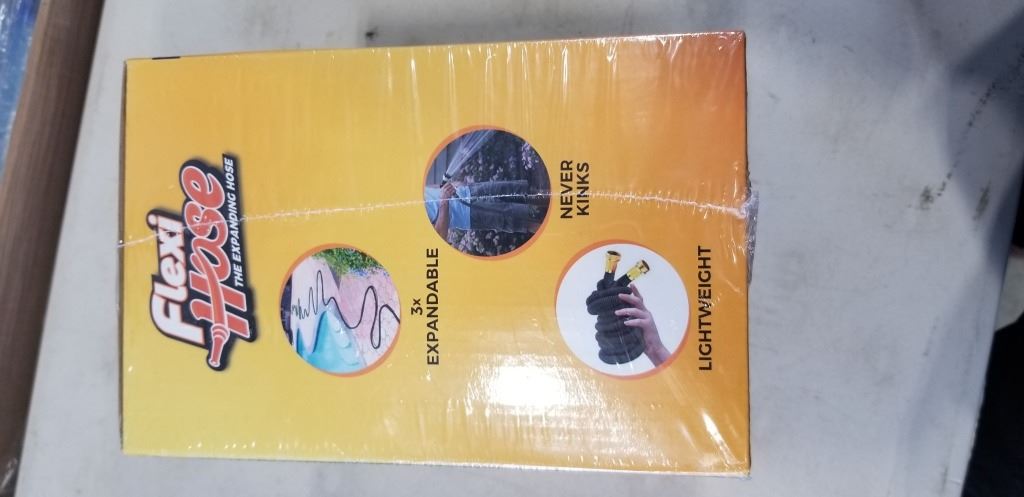 Flexi
Hose
THE EXPANDING HOSE
3x
EXPANDABLE
NEVER
KINKS
LIGHTWEIGHT